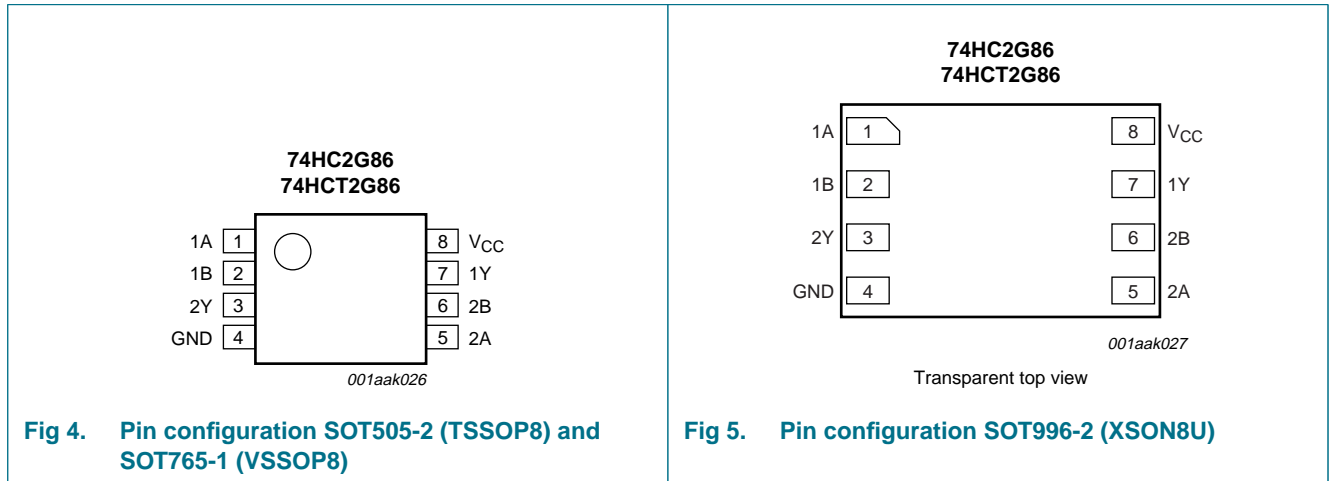 74HC2G86
74HCT2G86
1A 1 8 VCC
1B 2 7 1Y
2Y 3 6 2B
GND 4 5 2A
001aak026
Fig 4. Pin configuration SOT505-2 (TSSOP8) and
SOT765-1 (VSSOP8)
74HC2G86
74HCT2G86
1A 1 8 VCC
1B 2 7 1Y
2Y 3 6 2B
GND 4 5 2A
001aak027
Transparent top view
Fig 5. Pin configuration SOT996-2 (XSON8U)